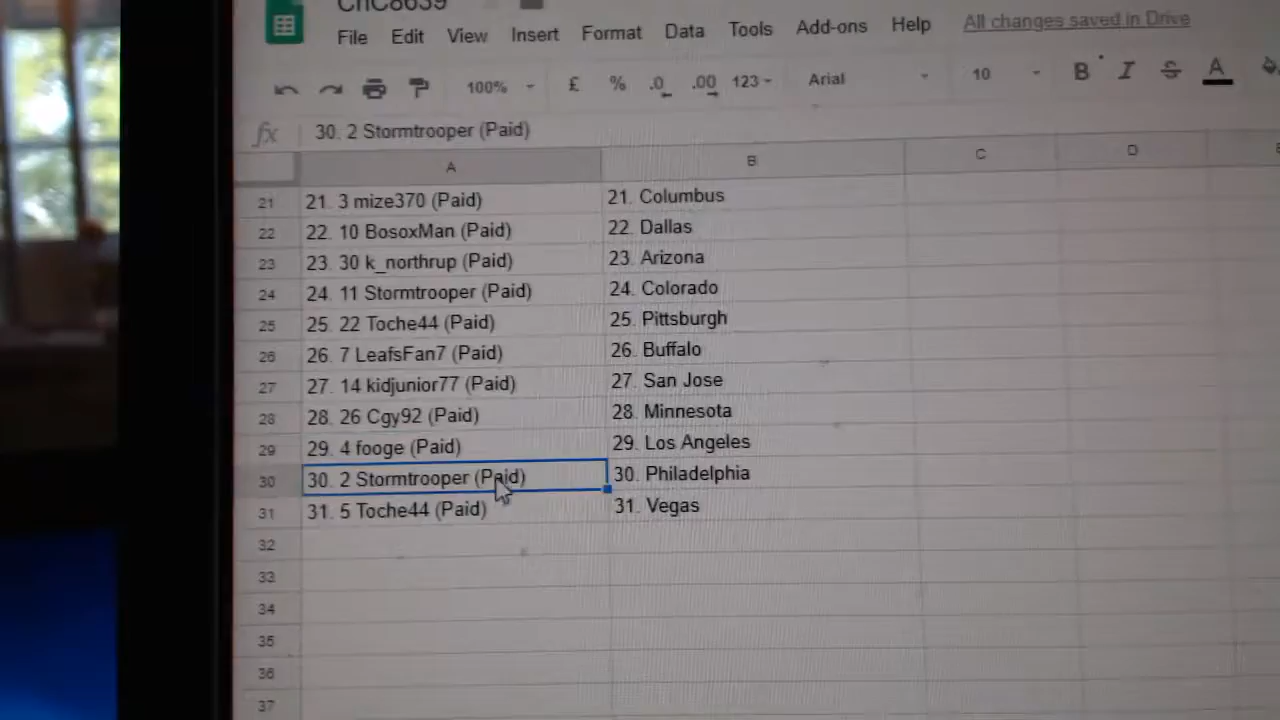 CnC8639
File Edit View Insert Format Data Tools Add-ons Help All changes saved in Drive
100% £ % .0 .00 123 Arial 10 B I S A
fx 30. 2 Stormtrooper (Paid)
A B C D
21 21. 3 mize370 (Paid) 21. Columbus
22 22. 10 BosoxMan (Paid) 22. Dallas
23 23. 30 k_northrup (Paid) 23. Arizona
24 24. 11 Stormtrooper (Paid) 24. Colorado
25 25. 22 Toche44 (Paid) 25. Pittsburgh
26 26. 7 LeafsFan7 (Paid) 26. Buffalo
27 27. 14 kidjunior77 (Paid) 27. San Jose
28 28. 26 Cgy92 (Paid) 28. Minnesota
29 29. 4 fooge (Paid) 29. Los Angeles
30 30. 2 Stormtrooper (Paid) 30. Philadelphia
31 31. 5 Toche44 (Paid) 31. Vegas
32
33
34
35
36
37